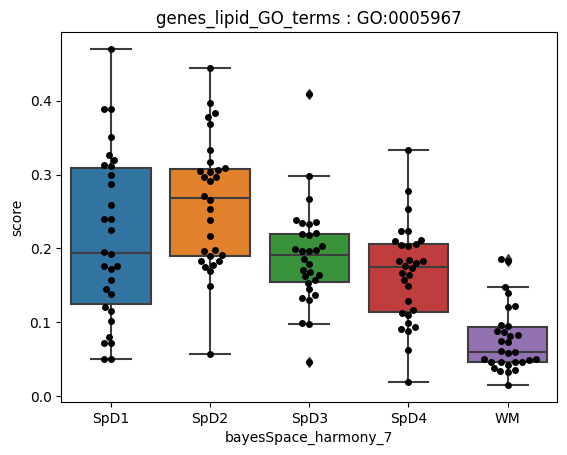 genes_lipid_GO_terms : GO:0005967
score
0.4
0.3
0.2
0.1
0.0
SpD1 SpD2 SpD3 SpD4 WM
bayesSpace_harmony_7